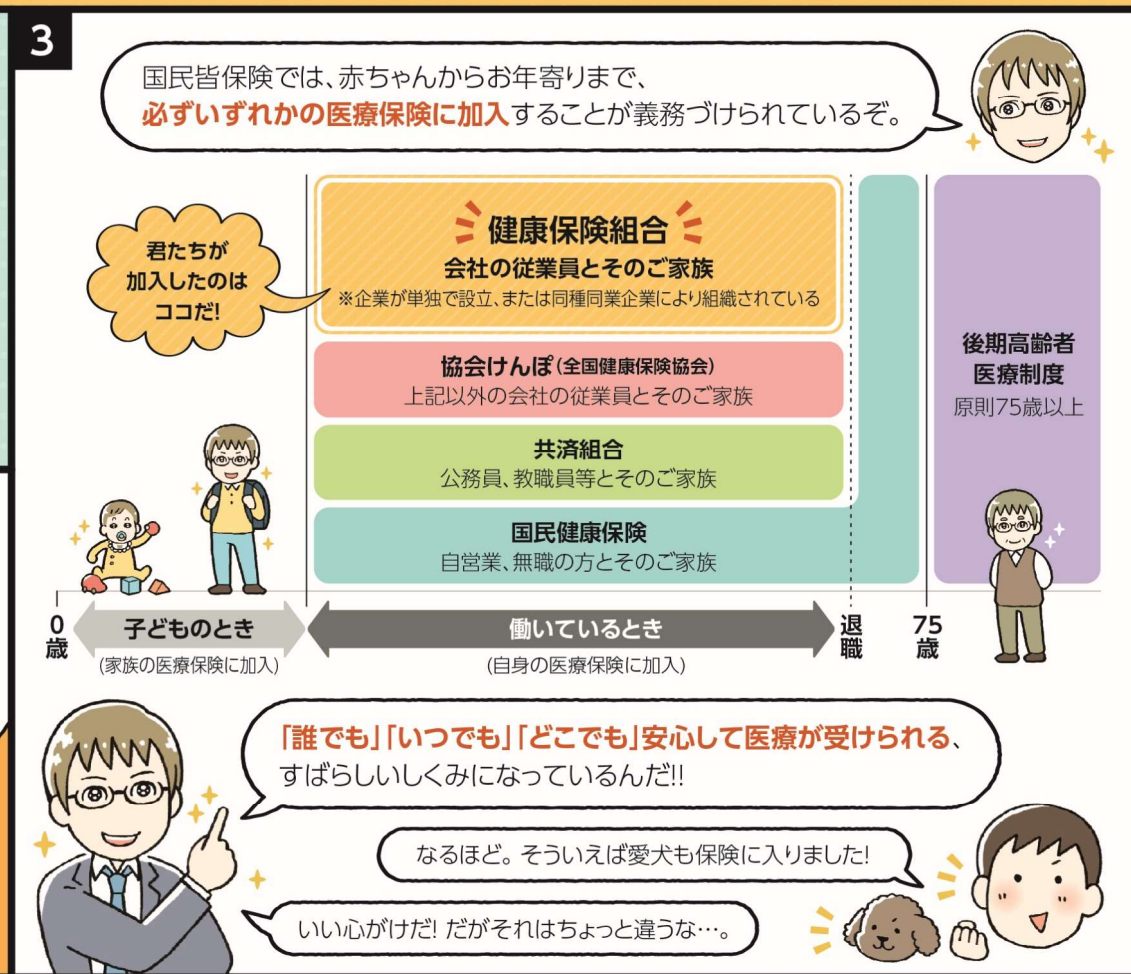 3
国民皆保険では、赤ちゃんからお年寄りまで、
必ずいずれかの医療保険に加入することが義務づけられているぞ。
君たちが
加入したのは
ココだ!
健康保険組合
会社の従業員とそのご家族
※企業が単独で設立、または同種同業企業により組織されている
協会けんぽ(全国健康保険協会)
上記以外の会社の従業員とそのご家族
共済組合
公務員、教職員等とそのご家族
国民健康保険
自営業、無職の方とそのご家族
後期高齢者
医療制度
原則75歳以上
0歳
子どものとき
(家族の医療保険に加入)
働いているとき
(自身の医療保険に加入)
退職
75歳
「誰でも」「いつでも」「どこでも」安心して医療が受けられる、
すばらしいしくみになっているんだ!!
なるほど。そういえば愛犬も保険に入りました!
いい心がけだ! だがそれはちょっと違うな…。